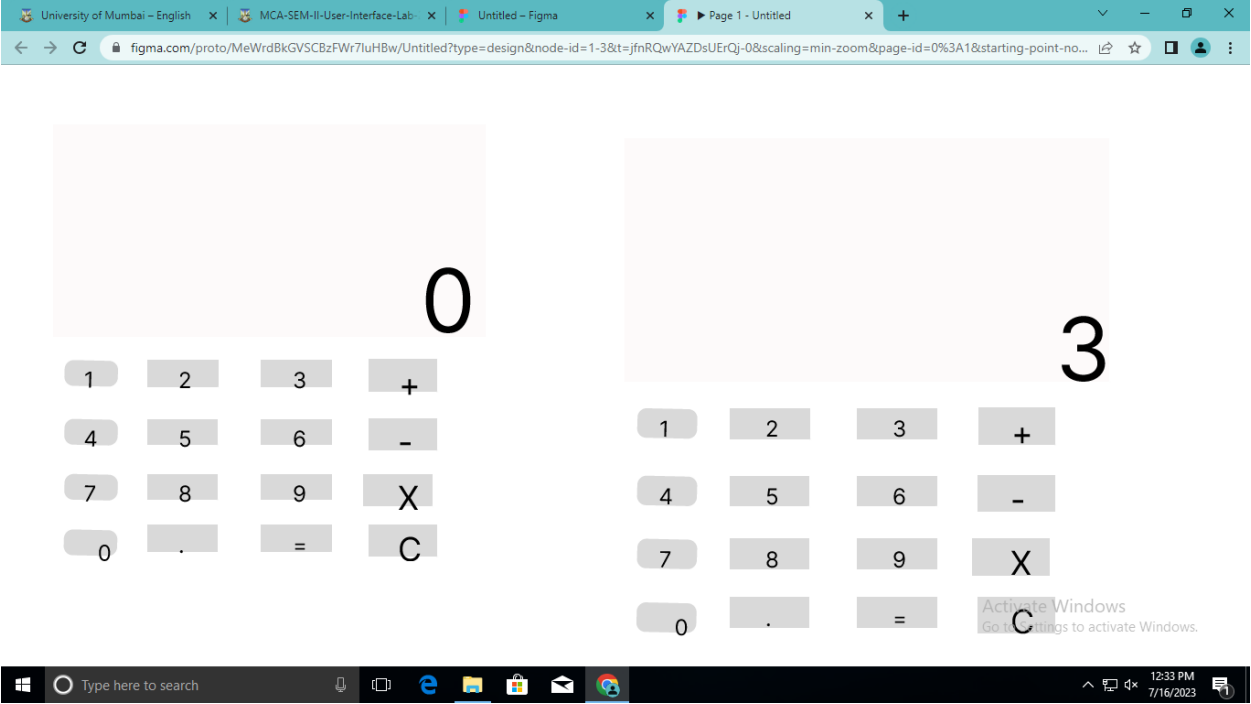 University of Mumbai – English
MCA-SEM-II-User-Interface-Lab-
Untitled – Figma
Page 1 - Untitled
figma.com/proto/MeWrdBkGVSCBzFWr7IuHBw/Untitled?type=design&node-id=1-3&t=jfnRQwYAZDsUErQj-0&scaling=min-zoom&page-id=0%3A1&starting-point-no...
0
1 2 3 +
4 5 6 -
7 8 9 X
0 . = C
3
1 2 3 +
4 5 6 -
7 8 9 X
0 . = C
Activate Windows
Go to Settings to activate Windows.
Type here to search
12:33 PM
7/16/2023
1